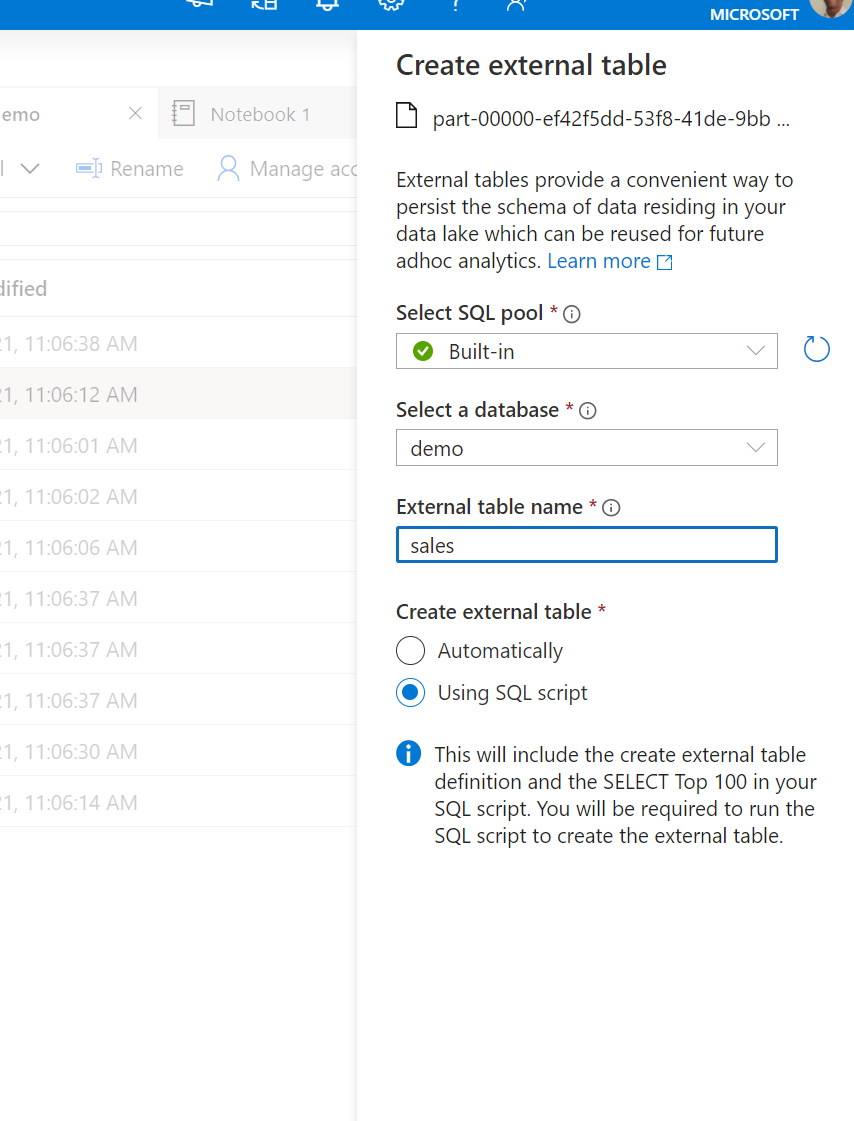 MICROSOFT
emo
Notebook 1
Rename
Manage acc
dified
21, 11:06:38 AM
21, 11:06:12 AM
21, 11:06:01 AM
21, 11:06:02 AM
21, 11:06:06 AM
21, 11:06:37 AM
21, 11:06:37 AM
21, 11:06:37 AM
21, 11:06:30 AM
21, 11:06:14 AM
Create external table
part-00000-ef42f5dd-53f8-41de-9bb ...
External tables provide a convenient way to
persist the schema of data residing in your
data lake which can be reused for future
adhoc analytics. Learn more
Select SQL pool *
Built-in
Select a database *
demo
External table name *
sales
Create external table *
Automatically
Using SQL script
This will include the create external table
definition and the SELECT Top 100 in your
SQL script. You will be required to run the
SQL script to create the external table.